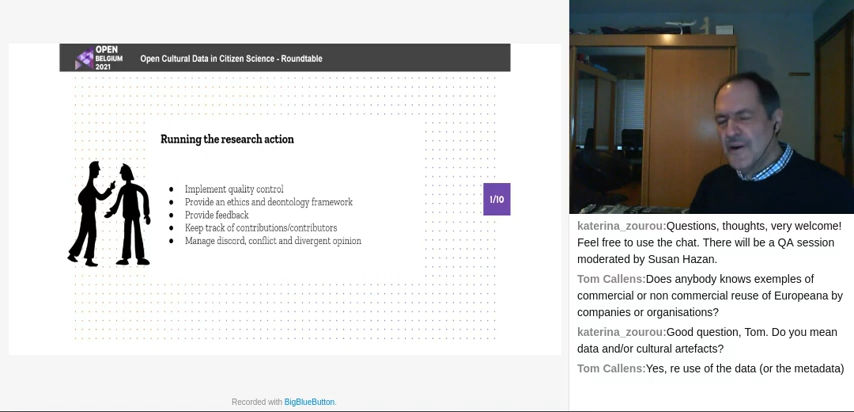 OPEN
BELGIUM
2021
Open Cultural Data in Citizen Science - Roundtable
Running the research action
Implement quality control
Provide an ethics and deontology framework
Provide feedback
Keep track of contributions/contributors
Manage discord, conflict and divergent opinion
1/10
Recorded with BigBlueButton.
katerina_zourou:Questions, thoughts, very welcome!
Feel free to use the chat. There will be a QA session
moderated by Susan Hazan.
Tom Callens:Does anybody knows exemples of
commercial or non commercial reuse of Europeana by
companies or organisations?
katerina_zourou:Good question, Tom. Do you mean
data and/or cultural artefacts?
Tom Callens:Yes, re use of the data (or the metadata)